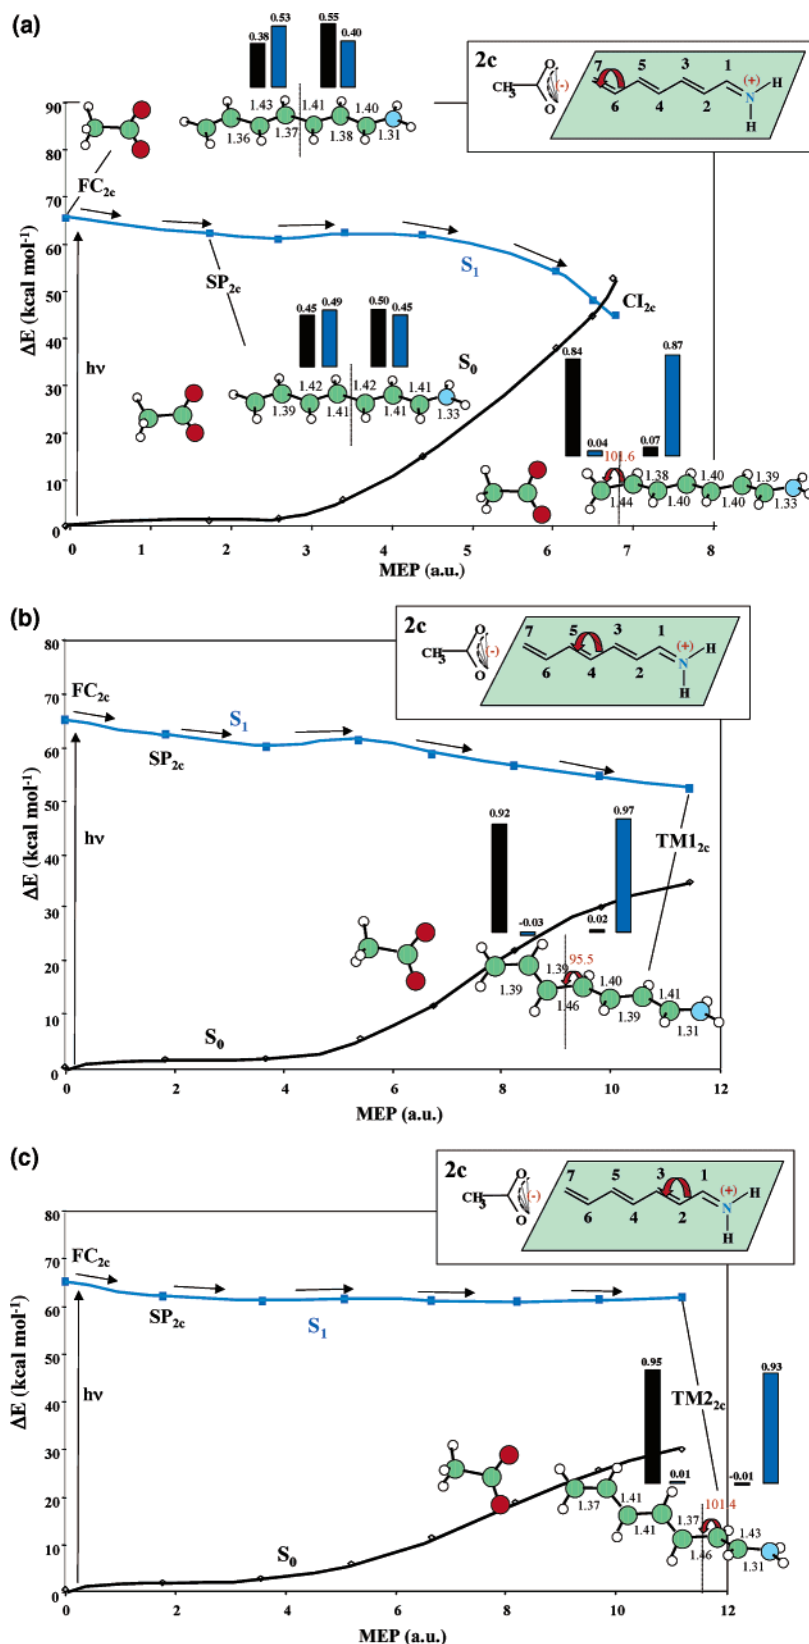 (a)
0.38 0.53 0.55 0.40
2c
CH₃ O O (-) 7 5 3 1 6 4 2 (+) N H H
1.43 1.41 1.40
1.36 1.37 1.38 1.31
FC2c
S1
SP2c
CI2c
hν
S0
0.45 0.49 0.50 0.45
1.42 1.42 1.41
1.39 1.41 1.41 1.33
0.84 0.04 0.07 0.87
101.6
1.38 1.40 1.39
1.44 1.40 1.40 1.33
ΔE (kcal mol-1)
90
80
70
60
50
40
30
20
10
0
0 1 2 3 4 5 6 7 8
MEP (a.u.)
(b)
2c
CH₃ O O (-) 7 5 3 1 6 4 2 (+) N H H
FC2c
S1
SP2c
hν
TM12c
S0
0.92 -0.03 0.02 0.97
95.5
1.39 1.40 1.41
1.39 1.46 1.39 1.31
ΔE (kcal mol-1)
80
70
60
50
40
30
20
10
0
0 2 4 6 8 10 12
MEP (a.u.)
(c)
2c
CH₃ O O (-) 7 5 3 1 6 4 2 (+) N H H
FC2c
SP2c
S1
hν
TM22c
S0
0.95 0.01 -0.01 0.93
101.4
1.41 1.37 1.43
1.37 1.41 1.46 1.31
ΔE (kcal mol-1)
80
70
60
50
40
30
20
10
0
0 2 4 6 8 10 12
MEP (a.u.)